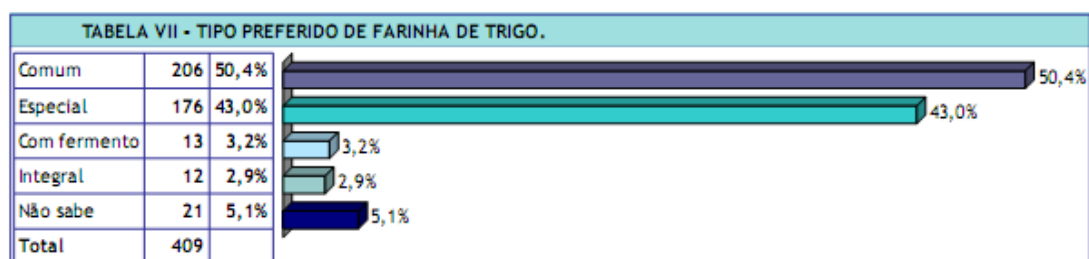 TABELA VII - TIPO PREFERIDO DE FARINHA DE TRIGO.
Comum 206 50,4% 50,4%
Especial 176 43,0% 43,0%
Com fermento 13 3,2% 3,2%
Integral 12 2,9% 2,9%
Não sabe 21 5,1% 5,1%
Total 409